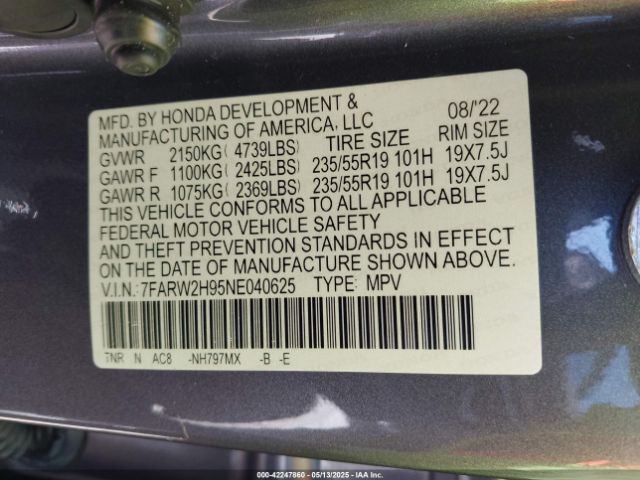 MFD. BY HONDA DEVELOPMENT &
MANUFACTURING OF AMERICA, LLC 08/'22
GVWR 2150KG( 4739LBS) TIRE SIZE RIM SIZE
GAWR F 1100KG( 2425LBS) 235/55R19 101H 19X7.5J
GAWR R 1075KG( 2369LBS) 235/55R19 101H 19X7.5J
THIS VEHICLE CONFORMS TO ALL APPLICABLE
FEDERAL MOTOR VEHICLE SAFETY
AND THEFT PREVENTION STANDARDS IN EFFECT
ON THE DATE OF MANUFACTURE SHOWN ABOVE.
V.I.N.: 7FARW2H95NE040625 TYPE: MPV
TNR N AC8 -NH797MX -B -E
000-42247860 - 05/13/2025 - IAA Inc.